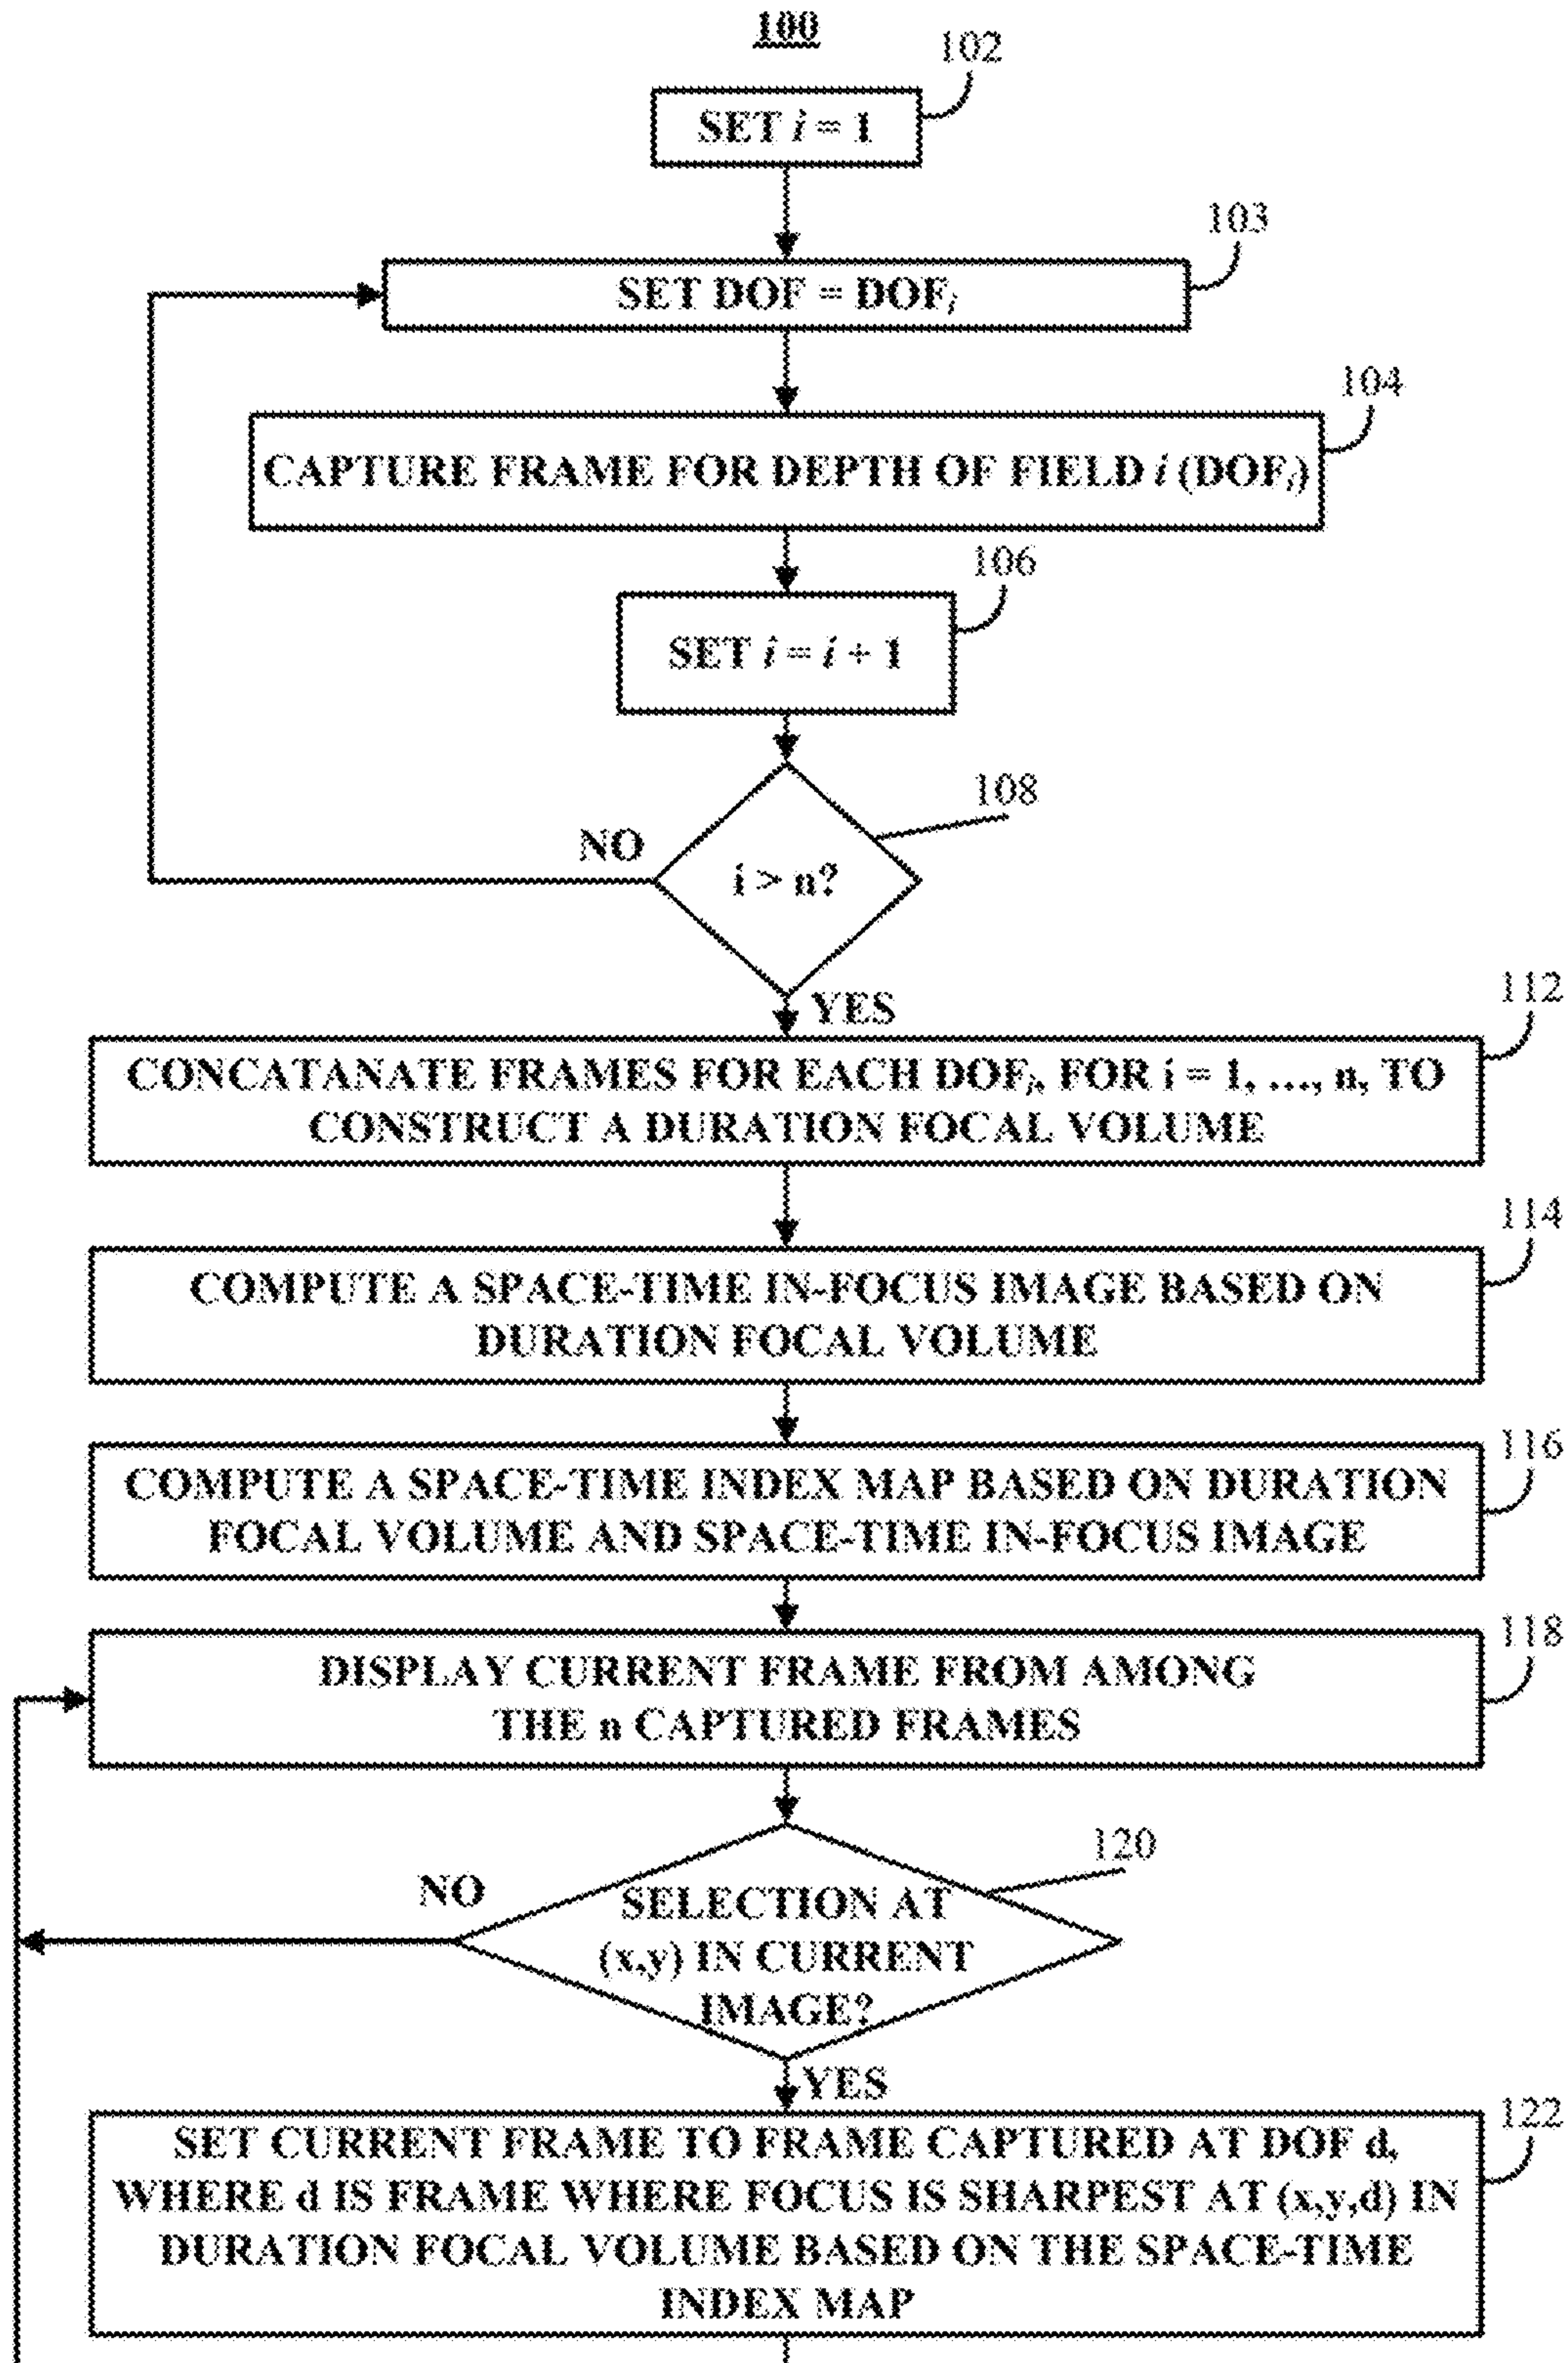 100
102
SET i = 1
103
SET DOF = DOFi
104
CAPTURE FRAME FOR DEPTH OF FIELD i (DOFi)
106
SET i = i + 1
108
NO
i > n?
YES
112
CONCATANATE FRAMES FOR EACH DOFi, FOR i = 1, ..., n, TO
CONSTRUCT A DURATION FOCAL VOLUME
114
COMPUTE A SPACE-TIME IN-FOCUS IMAGE BASED ON
DURATION FOCAL VOLUME
116
COMPUTE A SPACE-TIME INDEX MAP BASED ON DURATION
FOCAL VOLUME AND SPACE-TIME IN-FOCUS IMAGE
118
DISPLAY CURRENT FRAME FROM AMONG
THE n CAPTURED FRAMES
120
NO
SELECTION AT
(x,y) IN CURRENT
IMAGE?
YES
122
SET CURRENT FRAME TO FRAME CAPTURED AT DOF d,
WHERE d IS FRAME WHERE FOCUS IS SHARPEST AT (x,y,d) IN
DURATION FOCAL VOLUME BASED ON THE SPACE-TIME
INDEX MAP